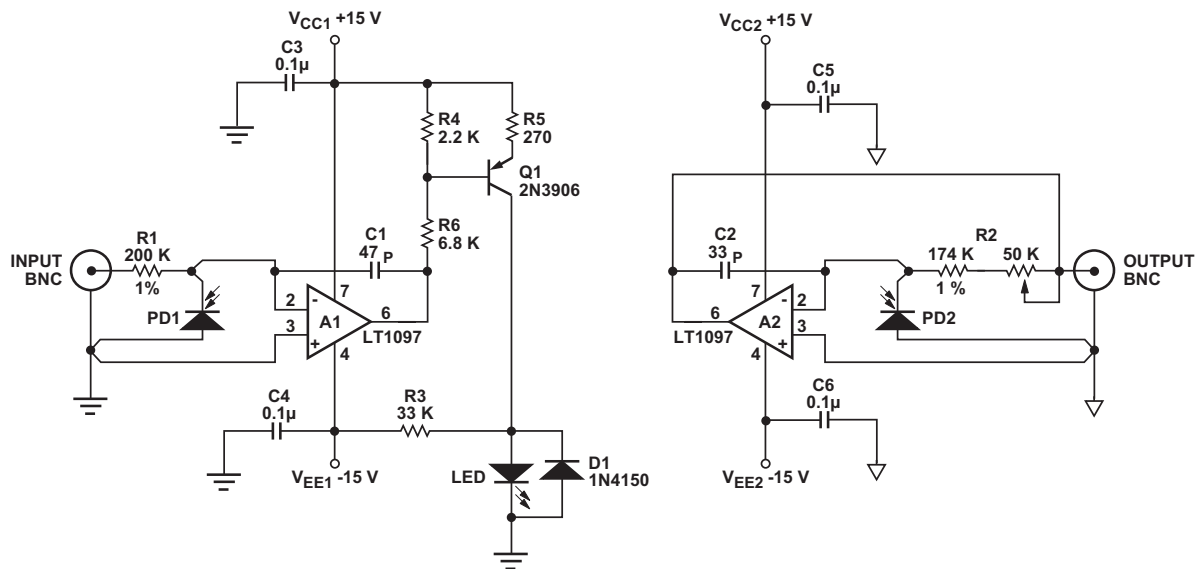 VCC1 +15 V
VCC2 +15 V
C3
0.1µ
C5
0.1µ
R4
2.2 K
R5
270
Q1
2N3906
R6
6.8 K
C1
47 P
R1
200 K
1%
INPUT
BNC
PD1
2
3
-
+
7
A1
4
6
LT1097
C2
33 P
R2
174 K
50 K
1 %
OUTPUT
BNC
6
LT1097
7
A2
4
-
+
2
3
PD2
C4
0.1µ
R3
33 K
C6
0.1µ
VEE1 -15 V
LED
D1
1N4150
VEE2 -15 V